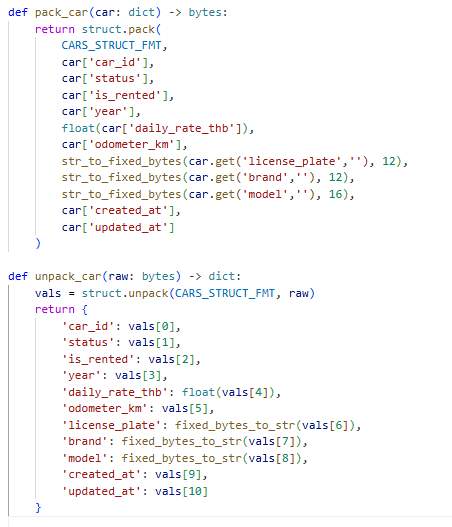 def pack_car(car: dict) -> bytes:
    return struct.pack(
        CARS_STRUCT_FMT,
        car['car_id'],
        car['status'],
        car['is_rented'],
        car['year'],
        float(car['daily_rate_thb']),
        car['odometer_km'],
        str_to_fixed_bytes(car.get('license_plate',''), 12),
        str_to_fixed_bytes(car.get('brand',''), 12),
        str_to_fixed_bytes(car.get('model',''), 16),
        car['created_at'],
        car['updated_at']
    )
def unpack_car(raw: bytes) -> dict:
    vals = struct.unpack(CARS_STRUCT_FMT, raw)
    return {
        'car_id': vals[0],
        'status': vals[1],
        'is_rented': vals[2],
        'year': vals[3],
        'daily_rate_thb': float(vals[4]),
        'odometer_km': vals[5],
        'license_plate': fixed_bytes_to_str(vals[6]),
        'brand': fixed_bytes_to_str(vals[7]),
        'model': fixed_bytes_to_str(vals[8]),
        'created_at': vals[9],
        'updated_at': vals[10]
    }